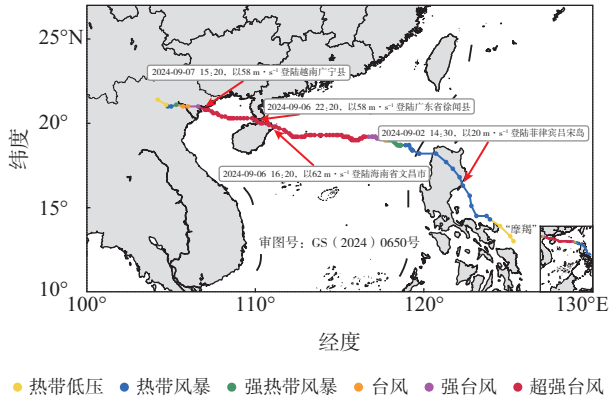 25°N
2024-09-07 15:20，以58 m·s⁻¹ 登陆越南广宁县
20°
2024-09-06 22:20，以58 m·s⁻¹ 登陆广东省徐闻县
2024-09-02 14:30，以20 m·s⁻¹ 登陆菲律宾吕宋岛
2024-09-06 16:20，以62 m·s⁻¹ 登陆海南省文昌市
纬度
15°
“摩羯”
审图号：GS（2024）0650号
10°
100° 110° 120° 130°E
经度
热带低压 热带风暴 强热带风暴 台风 强台风 超强台风